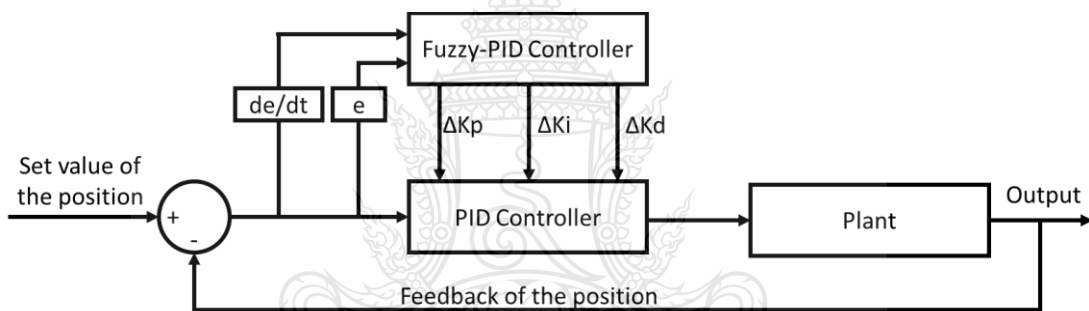 Fuzzy-PID Controller
de/dt
e
ΔKp
ΔKi
ΔKd
Set value of
the position
+
-
PID Controller
Plant
Output
Feedback of the position